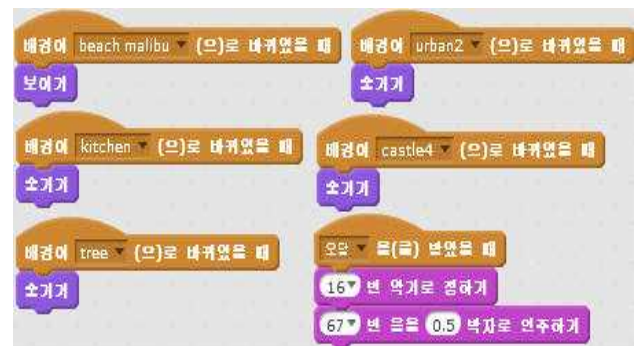 배경이 beach malibu (으)로 바뀌었을 때
보이기
배경이 urban2 (으)로 바뀌었을 때
숨기기
배경이 kitchen (으)로 바뀌었을 때
숨기기
배경이 castle4 (으)로 바뀌었을 때
숨기기
배경이 tree (으)로 바뀌었을 때
숨기기
오답 을(를) 받았을 때
16 번 악기로 정하기
67 번 음을 0.5 박자로 연주하기